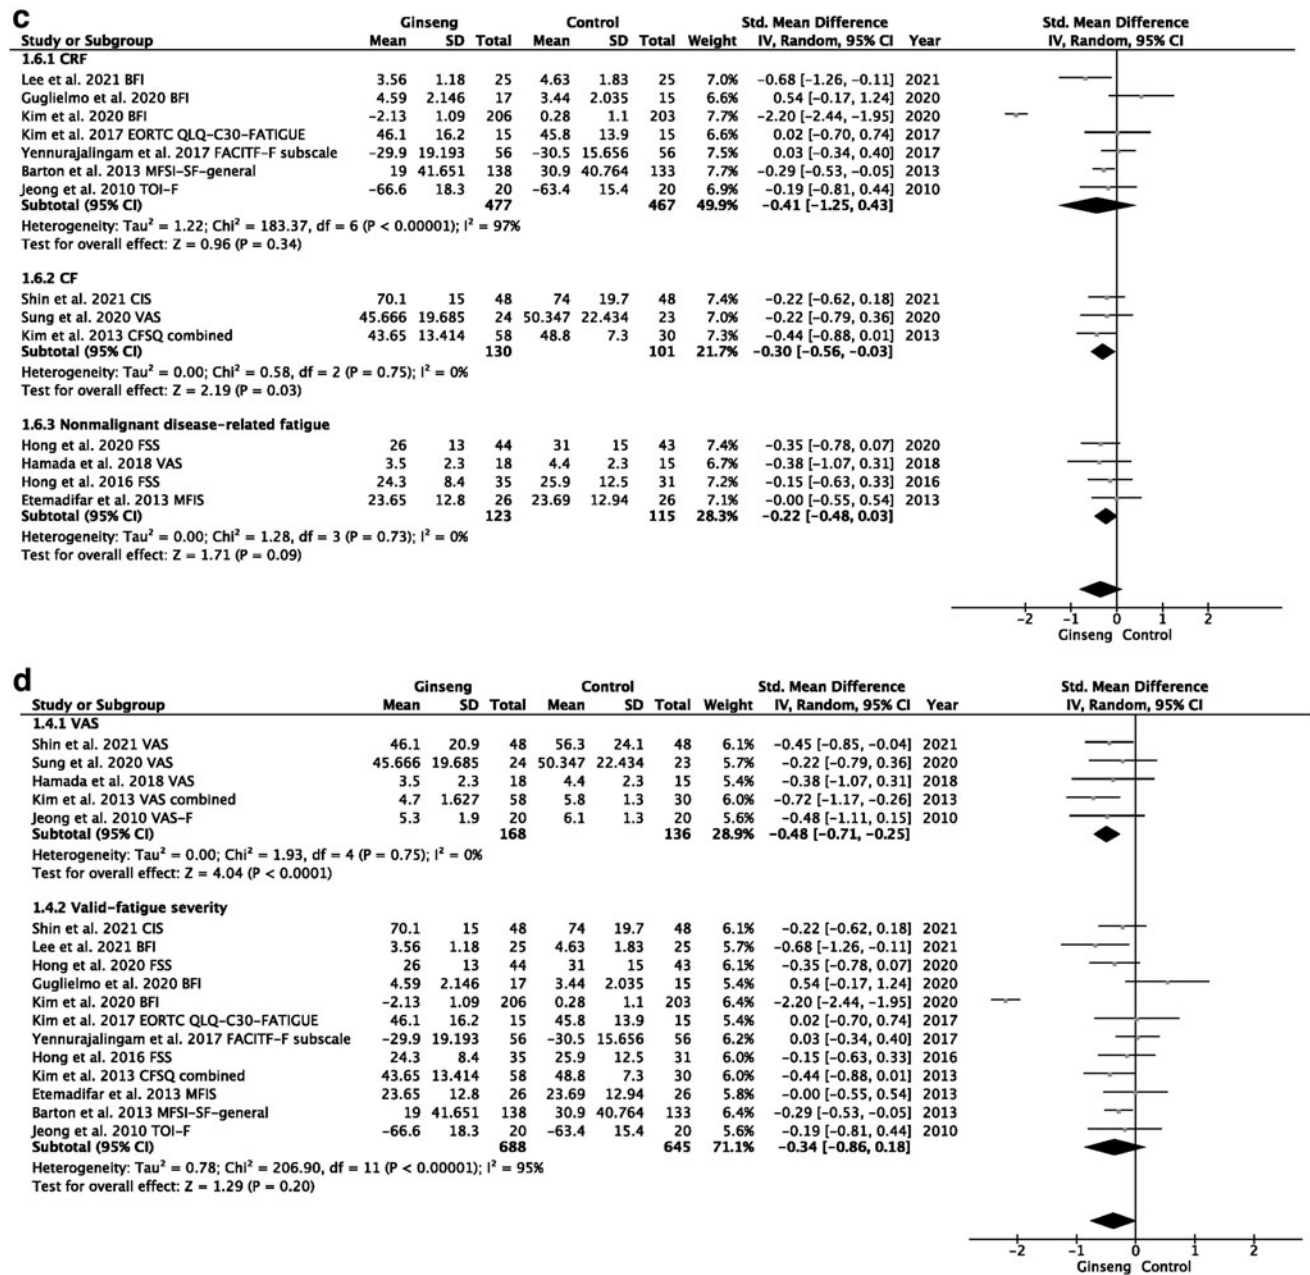 c
Ginseng Control Std. Mean Difference Std. Mean Difference
Study or Subgroup Mean SD Total Mean SD Total Weight IV, Random, 95% CI Year IV, Random, 95% CI
1.6.1 CRF
Lee et al. 2021 BFI 3.56 1.18 25 4.63 1.83 25 7.0% -0.68 [-1.26, -0.11] 2021
Guglielmo et al. 2020 BFI 4.59 2.146 17 3.44 2.035 15 6.6% 0.54 [-0.17, 1.24] 2020
Kim et al. 2020 BFI -2.13 1.09 206 0.28 1.1 203 7.7% -2.20 [-2.44, -1.95] 2020
Kim et al. 2017 EORTC QLQ-C30-FATIGUE 46.1 16.2 15 45.8 13.9 15 6.7% 0.02 [-0.70, 0.74] 2017
Yennurajalingam et al. 2017 FACITF-F subscale -29.9 19.193 56 -30.5 15.656 56 7.5% 0.03 [-0.34, 0.40] 2017
Barton et al. 2013 MFSI-SF-general 19 41.651 138 30.9 40.764 133 7.7% -0.29 [-0.53, -0.05] 2013
Jeong et al. 2010 TOI-F -66.6 18.3 20 -63.4 15.4 20 6.9% -0.19 [-0.81, 0.44] 2010
Subtotal (95% CI) 477 467 49.9% -0.41 [-1.25, 0.43]
Heterogeneity: Tau² = 1.22; Chi² = 183.37, df = 6 (P < 0.00001); I² = 97%
Test for overall effect: Z = 0.96 (P = 0.34)
1.6.2 CF
Shin et al. 2021 CIS 70.1 15 48 74 19.7 48 7.4% -0.22 [-0.62, 0.18] 2021
Sung et al. 2020 VAS 45.666 19.685 24 50.347 22.434 23 7.0% -0.22 [-0.79, 0.36] 2020
Kim et al. 2013 CFSQ combined 43.65 13.414 58 48.8 7.3 30 7.3% -0.44 [-0.88, 0.01] 2013
Subtotal (95% CI) 130 101 21.7% -0.30 [-0.56, -0.03]
Heterogeneity: Tau² = 0.00; Chi² = 0.58, df = 2 (P = 0.75); I² = 0%
Test for overall effect: Z = 2.19 (P = 0.03)
1.6.3 Nonmalignant disease-related fatigue
Hong et al. 2020 FSS 26 13 44 31 15 43 7.4% -0.35 [-0.78, 0.07] 2020
Hamada et al. 2018 VAS 3.5 2.3 18 4.4 2.3 15 6.7% -0.38 [-1.07, 0.31] 2018
Hong et al. 2016 FSS 24.3 8.4 35 25.9 12.5 31 7.2% -0.15 [-0.63, 0.33] 2016
Etemadifar et al. 2013 MFIS 23.65 12.8 26 23.69 12.94 26 7.1% -0.00 [-0.55, 0.54] 2013
Subtotal (95% CI) 123 115 28.3% -0.22 [-0.48, 0.03]
Heterogeneity: Tau² = 0.00; Chi² = 1.28, df = 3 (P = 0.73); I² = 0%
Test for overall effect: Z = 1.71 (P = 0.09)
-2 -1 0 1 2
Ginseng Control
d
Ginseng Control Std. Mean Difference Std. Mean Difference
Study or Subgroup Mean SD Total Mean SD Total Weight IV, Random, 95% CI Year IV, Random, 95% CI
1.4.1 VAS
Shin et al. 2021 VAS 46.1 20.9 48 56.3 24.1 48 6.1% -0.45 [-0.85, -0.04] 2021
Sung et al. 2020 VAS 45.666 19.685 24 50.347 22.434 23 5.7% -0.22 [-0.79, 0.36] 2020
Hamada et al. 2018 VAS 3.5 2.3 18 4.4 2.3 15 5.4% -0.38 [-1.07, 0.31] 2018
Kim et al. 2013 VAS combined 4.7 1.627 58 5.8 1.3 30 6.0% -0.72 [-1.17, -0.26] 2013
Jeong et al. 2010 VAS-F 5.3 1.9 20 6.1 1.3 20 5.6% -0.48 [-1.11, 0.15] 2010
Subtotal (95% CI) 168 136 28.9% -0.48 [-0.71, -0.25]
Heterogeneity: Tau² = 0.00; Chi² = 1.93, df = 4 (P = 0.75); I² = 0%
Test for overall effect: Z = 4.04 (P < 0.0001)
1.4.2 Valid-fatigue severity
Shin et al. 2021 CIS 70.1 15 48 74 19.7 48 6.1% -0.22 [-0.62, 0.18] 2021
Lee et al. 2021 BFI 3.56 1.18 25 4.63 1.83 25 5.7% -0.68 [-1.26, -0.11] 2021
Hong et al. 2020 FSS 26 13 44 31 15 43 6.1% -0.35 [-0.78, 0.07] 2020
Guglielmo et al. 2020 BFI 4.59 2.146 17 3.44 2.035 15 5.4% 0.54 [-0.17, 1.24] 2020
Kim et al. 2020 BFI -2.13 1.09 206 0.28 1.1 203 6.4% -2.20 [-2.44, -1.95] 2020
Kim et al. 2017 EORTC QLQ-C30-FATIGUE 46.1 16.2 15 45.8 13.9 15 5.4% 0.02 [-0.70, 0.74] 2017
Yennurajalingam et al. 2017 FACITF-F subscale -29.9 19.193 56 -30.5 15.656 56 6.2% 0.03 [-0.34, 0.40] 2017
Hong et al. 2016 FSS 24.3 8.4 35 25.9 12.5 31 5.9% -0.15 [-0.63, 0.33] 2016
Kim et al. 2013 CFSQ combined 43.65 13.414 58 48.8 7.3 30 6.0% -0.44 [-0.88, 0.01] 2013
Etemadifar et al. 2013 MFIS 23.65 12.8 26 23.69 12.94 26 5.8% -0.00 [-0.55, 0.54] 2013
Barton et al. 2013 MFSI-SF-general 19 41.651 138 30.9 40.764 133 6.4% -0.29 [-0.53, -0.05] 2013
Jeong et al. 2010 TOI-F -66.6 18.3 20 -63.4 15.4 20 5.6% -0.19 [-0.81, 0.44] 2010
Subtotal (95% CI) 688 645 71.1% -0.34 [-0.86, 0.18]
Heterogeneity: Tau² = 0.78; Chi² = 206.90, df = 11 (P < 0.00001); I² = 95%
Test for overall effect: Z = 1.29 (P = 0.20)
-2 -1 0 1 2
Ginseng Control